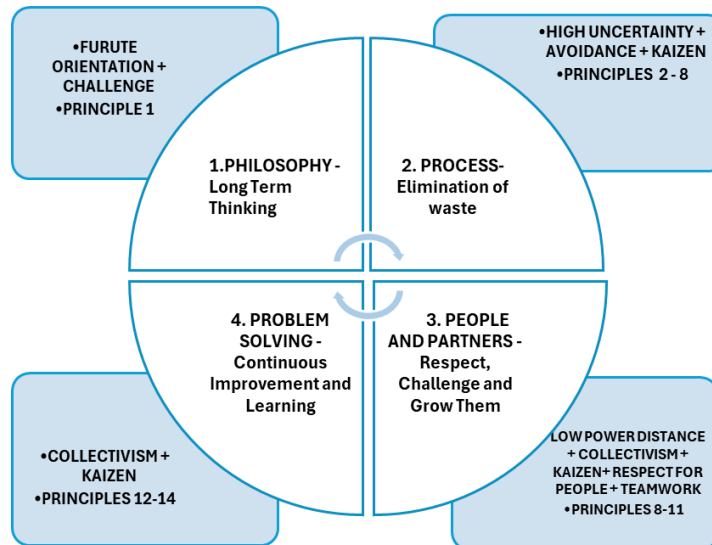 •FURUTE
ORIENTATION +
CHALLENGE
•PRINCIPLE 1
•HIGH UNCERTAINTY +
AVOIDANCE + KAIZEN
•PRINCIPLES 2 - 8
1.PHILOSOPHY -
Long Term
Thinking
2. PROCESS-
Elimination of
waste
4. PROBLEM
SOLVING -
Continuous
Improvement and
Learning
3. PEOPLE
AND PARTNERS -
Respect,
Challenge and
Grow Them
•COLLECTIVISM +
KAIZEN
•PRINCIPLES 12-14
LOW POWER DISTANCE
+ COLLECTIVISM +
KAIZEN+ RESPECT FOR
PEOPLE + TEAMWORK
•PRINCIPLES 8-11